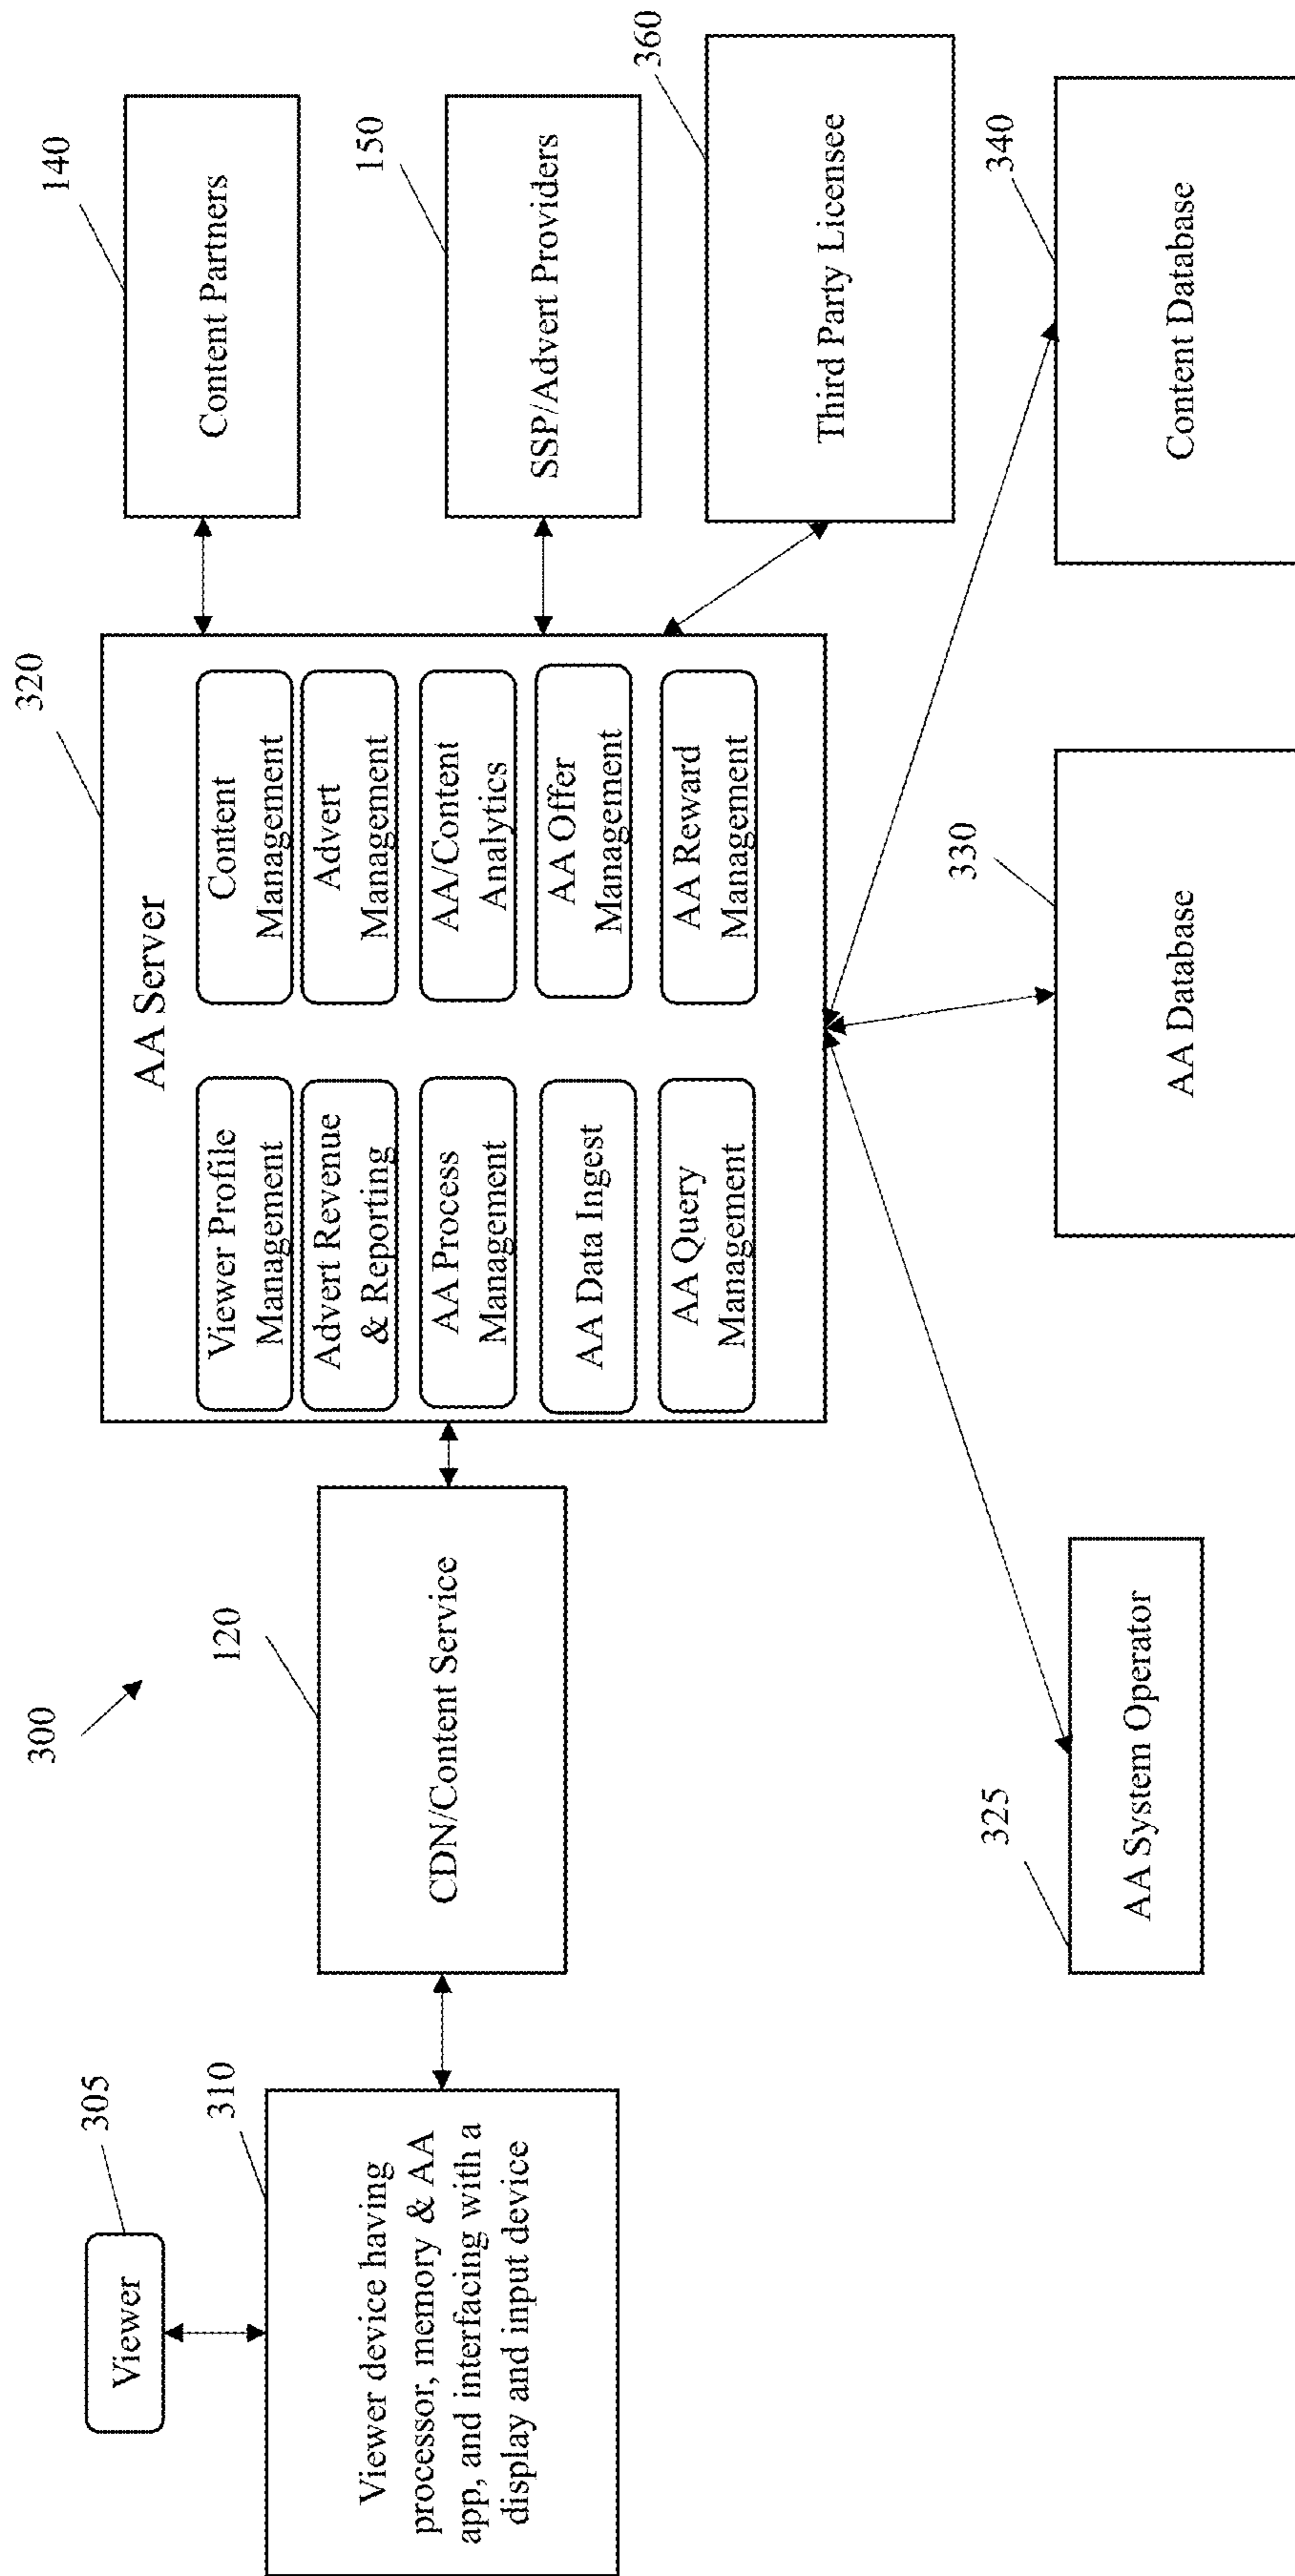 300
305
Viewer
310
Viewer device having
processor, memory & AA
app, and interfacing with a
display and input device
120
CDN/Content Service
320
AA Server
Viewer Profile
Management
Advert Revenue
& Reporting
AA Process
Management
AA Data Ingest
AA Query
Management
Content
Management
Advert
Management
AA/Content
Analytics
AA Offer
Management
AA Reward
Management
140
Content Partners
150
SSP/Advert Providers
360
Third Party Licensee
325
AA System Operator
330
AA Database
340
Content Database